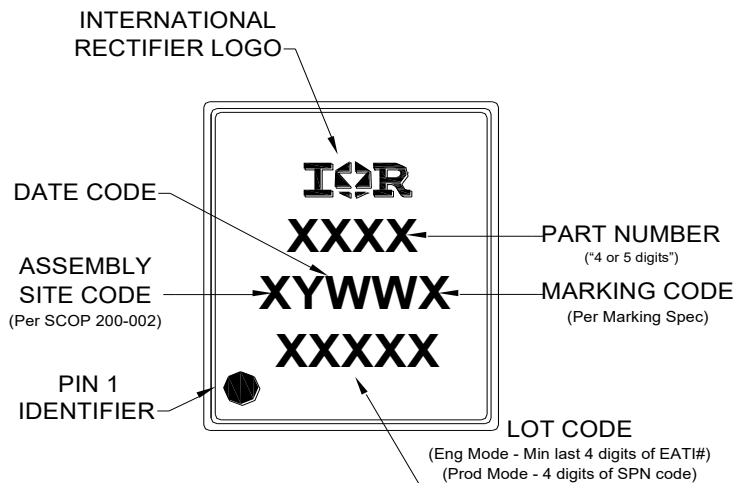 INTERNATIONAL
RECTIFIER LOGO
IOR
DATE CODE
XXXX
PART NUMBER
(“4 or 5 digits”)
ASSEMBLY
SITE CODE
(Per SCOP 200-002)
XYWWX
MARKING CODE
(Per Marking Spec)
XXXXX
PIN 1
IDENTIFIER
LOT CODE
(Eng Mode - Min last 4 digits of EATI#)
(Prod Mode - 4 digits of SPN code)